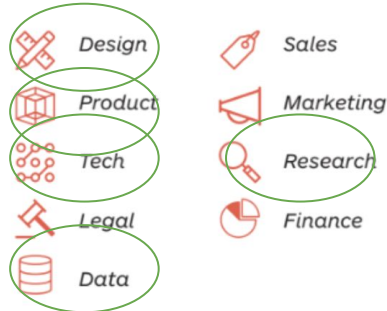 Design
Product
Tech
Legal
Data
Sales
Marketing
Research
Finance